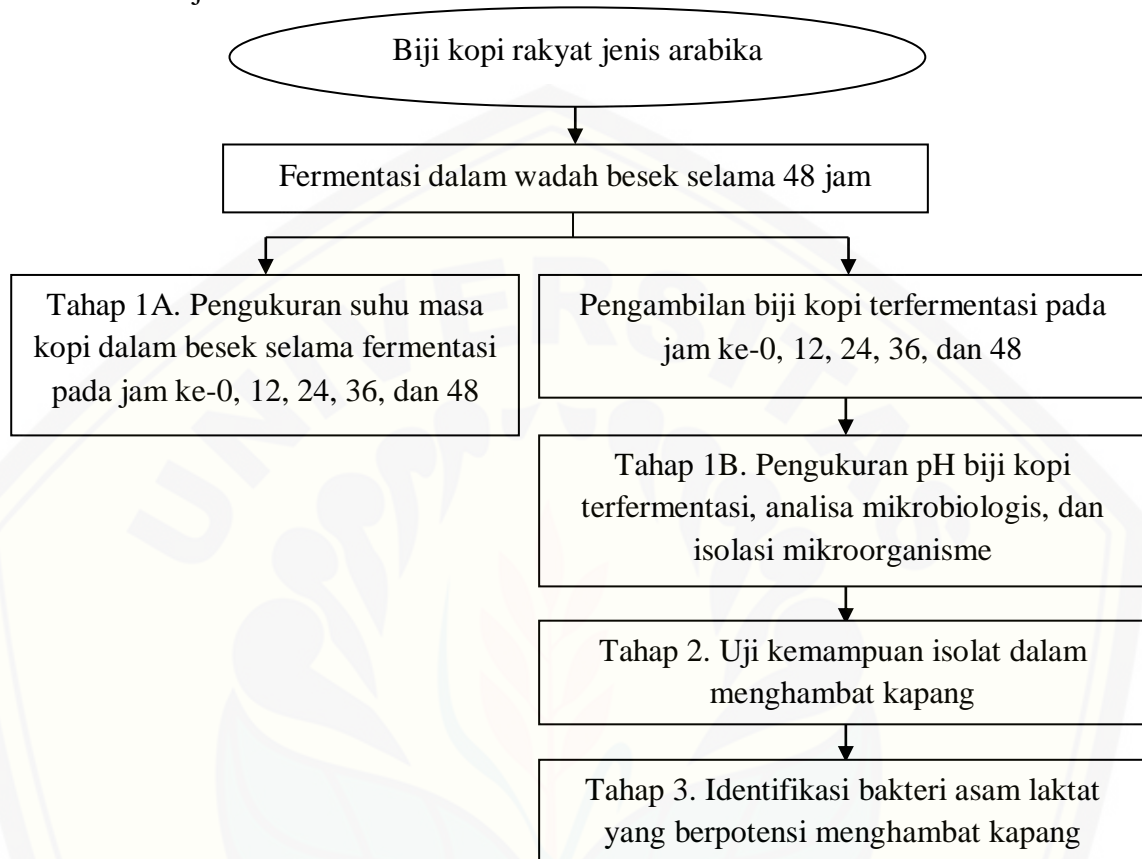 Biji kopi rakyat jenis arabika
Fermentasi dalam wadah besek selama 48 jam
Tahap 1A. Pengukuran suhu masa
kopi dalam besek selama fermentasi
pada jam ke-0, 12, 24, 36, dan 48
Pengambilan biji kopi terfermentasi pada
jam ke-0, 12, 24, 36, dan 48
Tahap 1B. Pengukuran pH biji kopi
terfermentasi, analisa mikrobiologis, dan
isolasi mikroorganisme
Tahap 2. Uji kemampuan isolat dalam
menghambat kapang
Tahap 3. Identifikasi bakteri asam laktat
yang berpotensi menghambat kapang
UNIVERSITAS